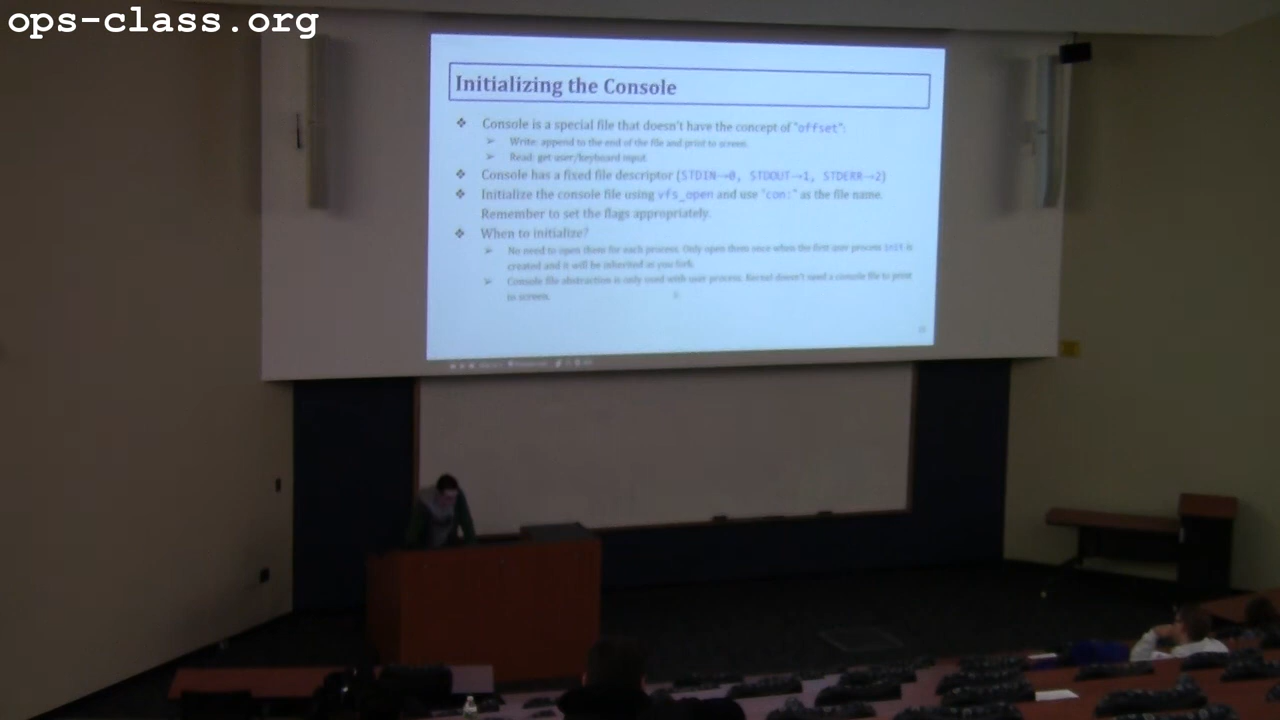 ops-class.org
Initializing the Console
❖ Console is a special file that doesn't have the concept of "offset":
➢ Write: append to the end of the file and print to screen.
➢ Read: get user/keyboard input.
❖ Console has a fixed file descriptor (STDIN→0, STDOUT→1, STDERR→2)
❖ Initialize the console file using vfs_open and use "con:" as the file name.
Remember to set the flags appropriately.
❖ When to initialize?
➢ No need to open them for each process. Only open them once when the first user process is
created and it will be inherited as you fork.
➢ Console file abstraction is only used with user process. Kernel doesn't need a console file to print
to screen.